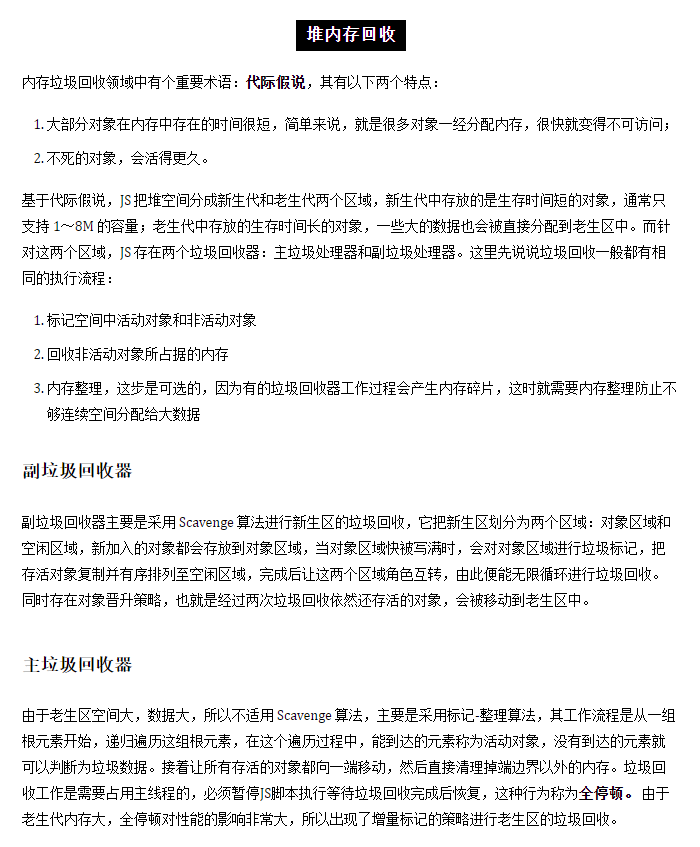 堆内存回收
内存垃圾回收领域中有个重要术语：代际假说，其有以下两个特点：
1. 大部分对象在内存中存在的时间很短，简单来说，就是很多对象一经分配内存，很快就变得不可访问；
2. 不死的对象，会活得更久。
基于代际假说，JS 把堆空间分成新生代和老生代两个区域，新生代中存放的是生存时间短的对象，通常只
支持 1～8M 的容量；老生代中存放的生存时间长的对象，一些大的数据也会被直接分配到老生区中。而针
对这两个区域，JS 存在两个垃圾回收器：主垃圾处理器和副垃圾处理器。这里先说说垃圾回收一般都有相
同的执行流程：
1. 标记空间中活动对象和非活动对象
2. 回收非活动对象所占据的内存
3. 内存整理，这步是可选的，因为有的垃圾回收器工作过程会产生内存碎片，这时就需要内存整理防止不
够连续空间分配给大数据
副垃圾回收器
副垃圾回收器主要是采用 Scavenge 算法进行新生区的垃圾回收，它把新生区划分为两个区域：对象区域和
空闲区域，新加入的对象都会存放到对象区域，当对象区域快被写满时，会对对象区域进行垃圾标记，把
存活对象复制并有序排列至空闲区域，完成后让这两个区域角色互转，由此便能无限循环进行垃圾回收。
同时存在对象晋升策略，也就是经过两次垃圾回收依然还存活的对象，会被移动到老生区中。
主垃圾回收器
由于老生区空间大，数据大，所以不适用 Scavenge 算法，主要是采用标记-整理算法，其工作流程是从一组
根元素开始，递归遍历这组根元素，在这个遍历过程中，能到达的元素称为活动对象，没有到达的元素就
可以判断为垃圾数据。接着让所有存活的对象都向一端移动，然后直接清理掉端边界以外的内存。垃圾回
收工作是需要占用主线程的，必须暂停JS脚本执行等待垃圾回收完成后恢复，这种行为称为全停顿。 由于
老生代内存大，全停顿对性能的影响非常大，所以出现了增量标记的策略进行老生区的垃圾回收。